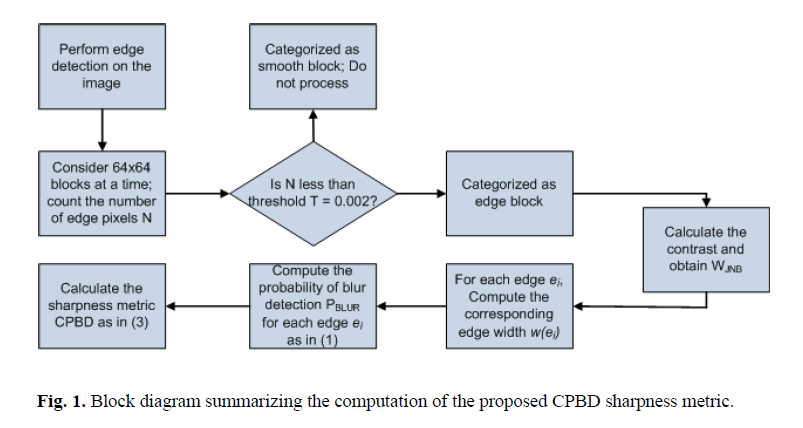 Perform edge
detection on the
image
Categorized as
smooth block; Do
not process
Consider 64x64
blocks at a time;
count the number
of edge pixels N
Is N less than
threshold T = 0.002?
Categorized as
edge block
Calculate the
contrast and
obtain WJNB
For each edge ei,
Compute the
corresponding
edge width w(ei)
Compute the
probability of blur
detection PBLUR
for each edge ei
as in (1)
Calculate the
sharpness metric
CPBD as in (3)
Fig. 1. Block diagram summarizing the computation of the proposed CPBD sharpness metric.